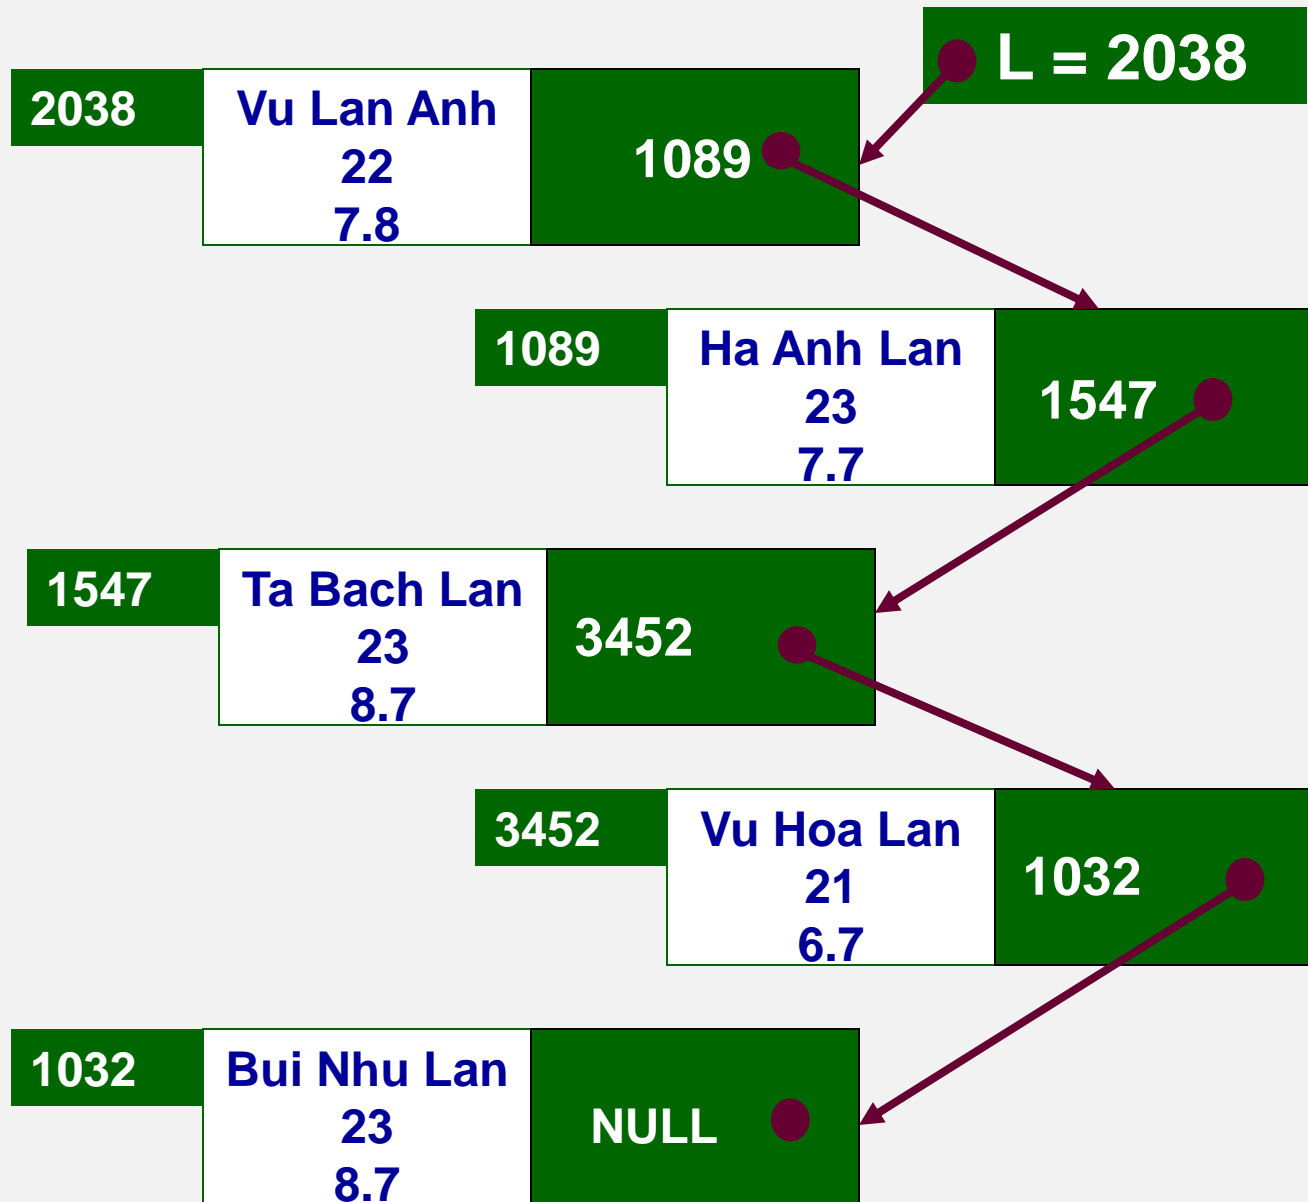 L = 2038
2038
Vu Lan Anh
22
7.8
1089
1089
Ha Anh Lan
23
7.7
1547
1547
Ta Bach Lan
23
8.7
3452
3452
Vu Hoa Lan
21
6.7
1032
1032
Bui Nhu Lan
23
8.7
NULL